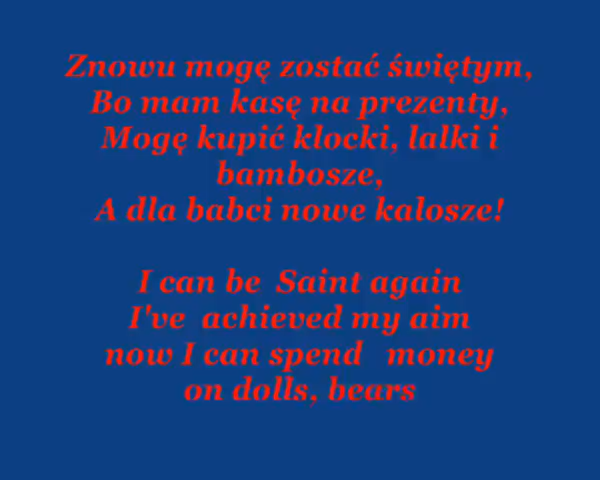 Znowu mogę zostać świętym,
Bo mam kasę na prezenty,
Mogę kupić klocki, lalki i
bambosze,
A dla babci nowe kalosze!
I can be Saint again
I've achieved my aim
now I can spend money
on dolls, bears